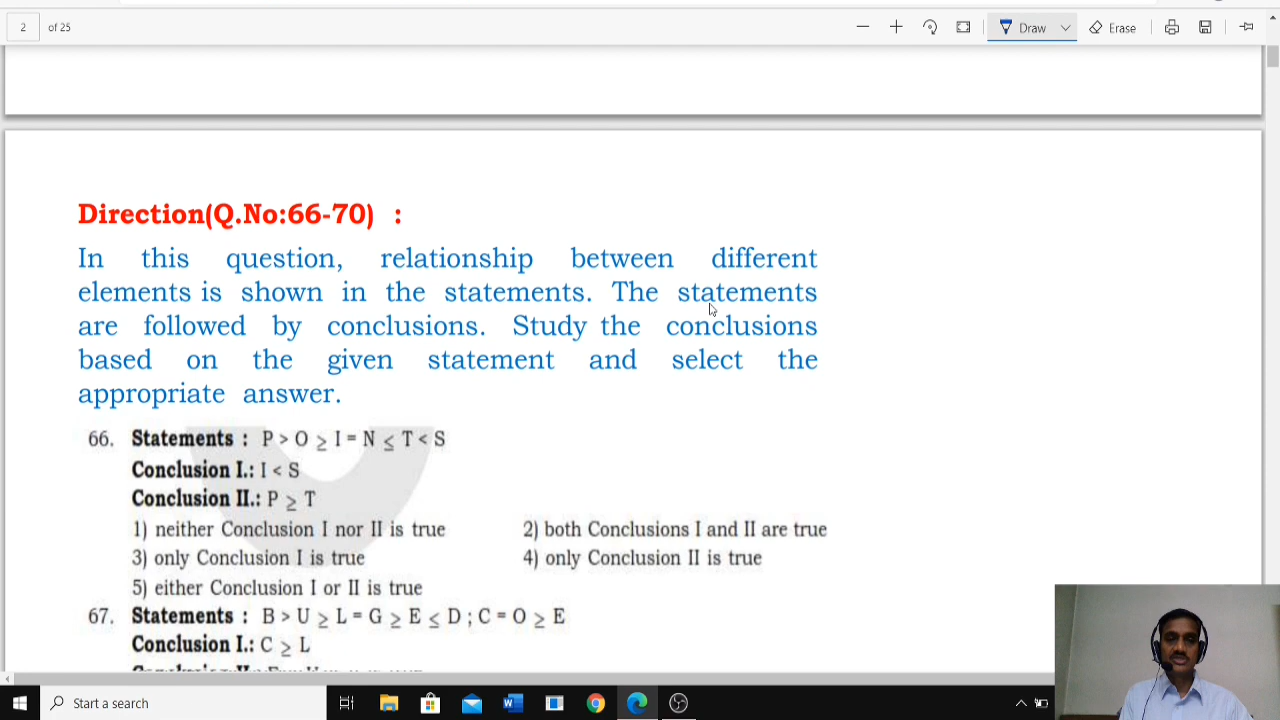 2 of 25
Draw
Erase
Direction(Q.No:66-70) :
In this question, relationship between different
elements is shown in the statements. The statements
are followed by conclusions. Study the conclusions
based on the given statement and select the
appropriate answer.
66. Statements : P > O ≥ I = N ≤ T < S
Conclusion I.: I < S
Conclusion II.: P ≥ T
1) neither Conclusion I nor II is true 2) both Conclusions I and II are true
3) only Conclusion I is true 4) only Conclusion II is true
5) either Conclusion I or II is true
67. Statements : B > U ≥ L = G ≥ E ≤ D ; C = O ≥ E
Conclusion I.: C ≥ L
Start a search